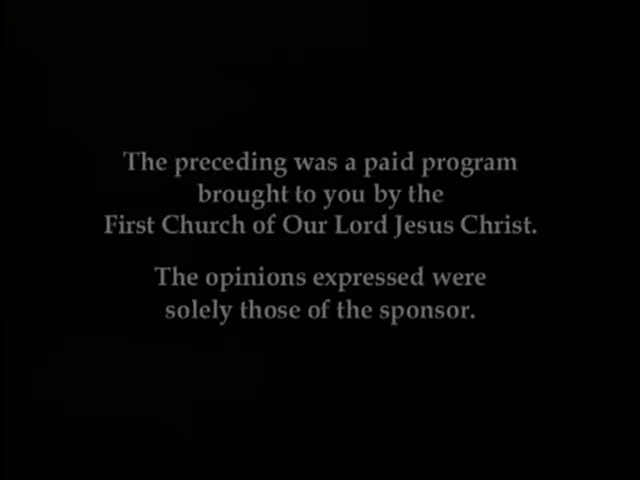 The preceding was a paid program
brought to you by the
First Church of Our Lord Jesus Christ.
The opinions expressed were
solely those of the sponsor.